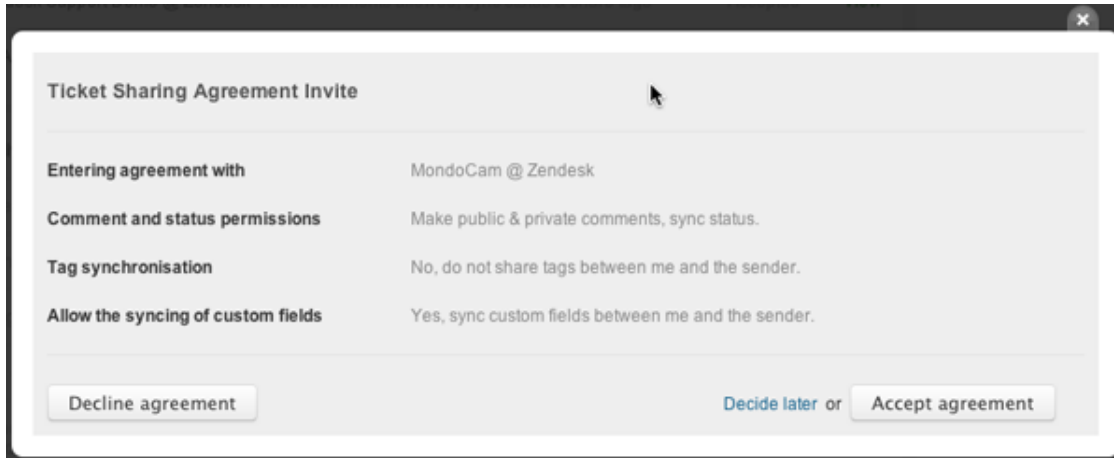 Ticket Sharing Agreement Invite
Entering agreement with MondoCam @ Zendesk
Comment and status permissions Make public & private comments, sync status.
Tag synchronisation No, do not share tags between me and the sender.
Allow the syncing of custom fields Yes, sync custom fields between me and the sender.
Decline agreement Decide later or Accept agreement